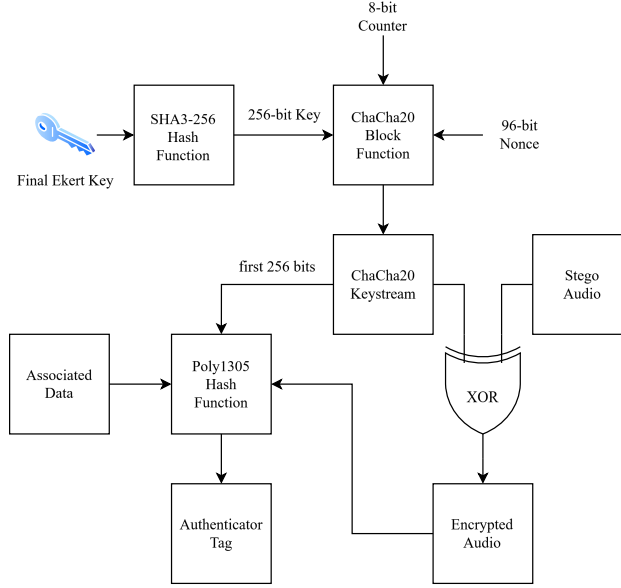 8-bit
Counter
SHA3-256
Hash
Function
256-bit Key
ChaCha20
Block
Function
96-bit
Nonce
Final Ekert Key
first 256 bits
ChaCha20
Keystream
Stego
Audio
Associated
Data
Poly1305
Hash
Function
XOR
Authenticator
Tag
Encrypted
Audio